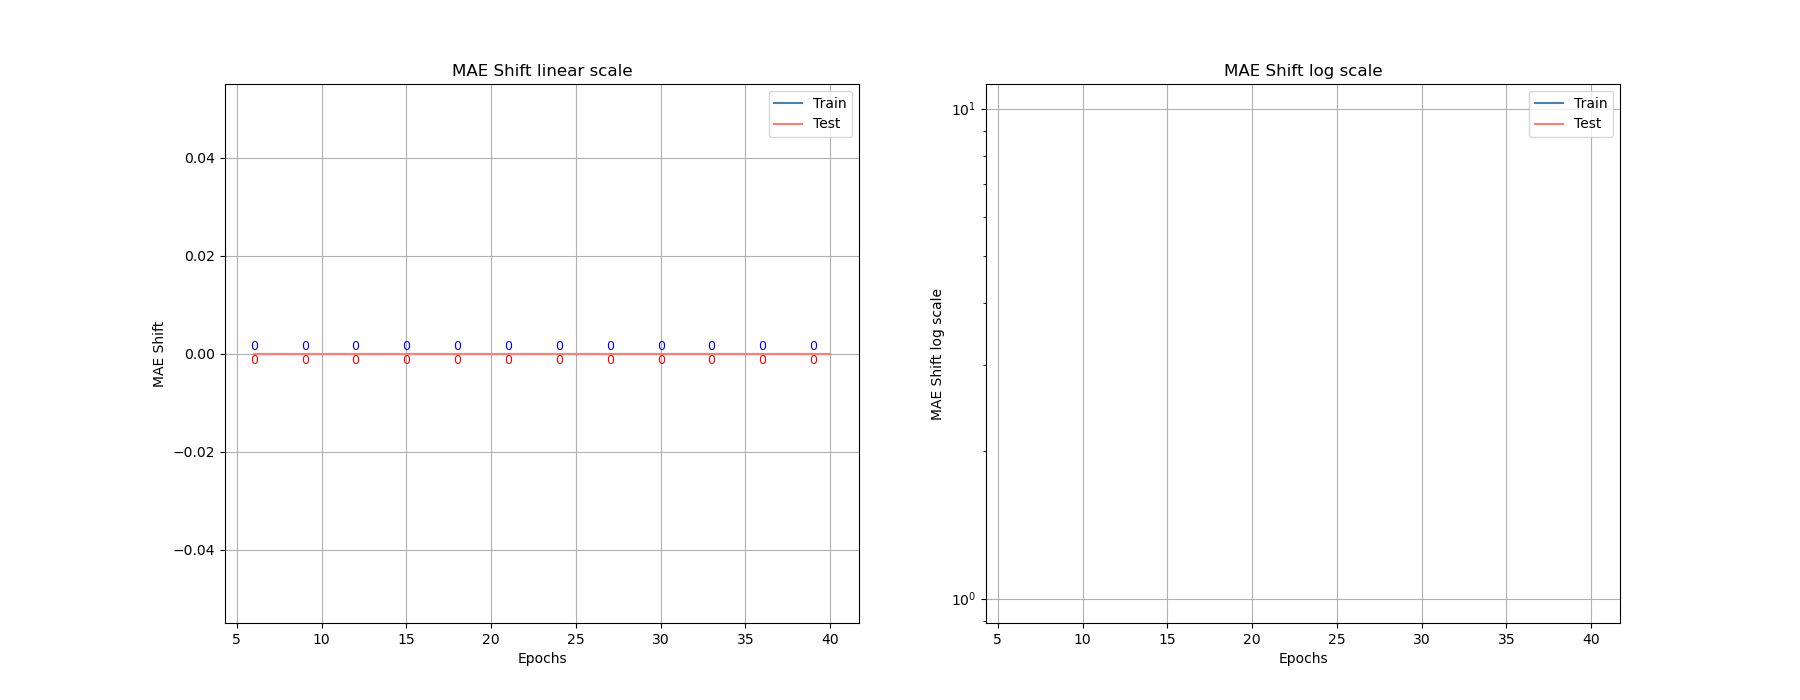 MAE Shift linear scale
Train
Test
0.04
0.02
0.00
−0.02
−0.04
0 0 0 0 0 0 0 0 0 0 0 0
0 0 0 0 0 0 0 0 0 0 0 0
MAE Shift
5 10 15 20 25 30 35 40
Epochs
MAE Shift log scale
Train
Test
10¹
10⁰
MAE Shift log scale
5 10 15 20 25 30 35 40
Epochs